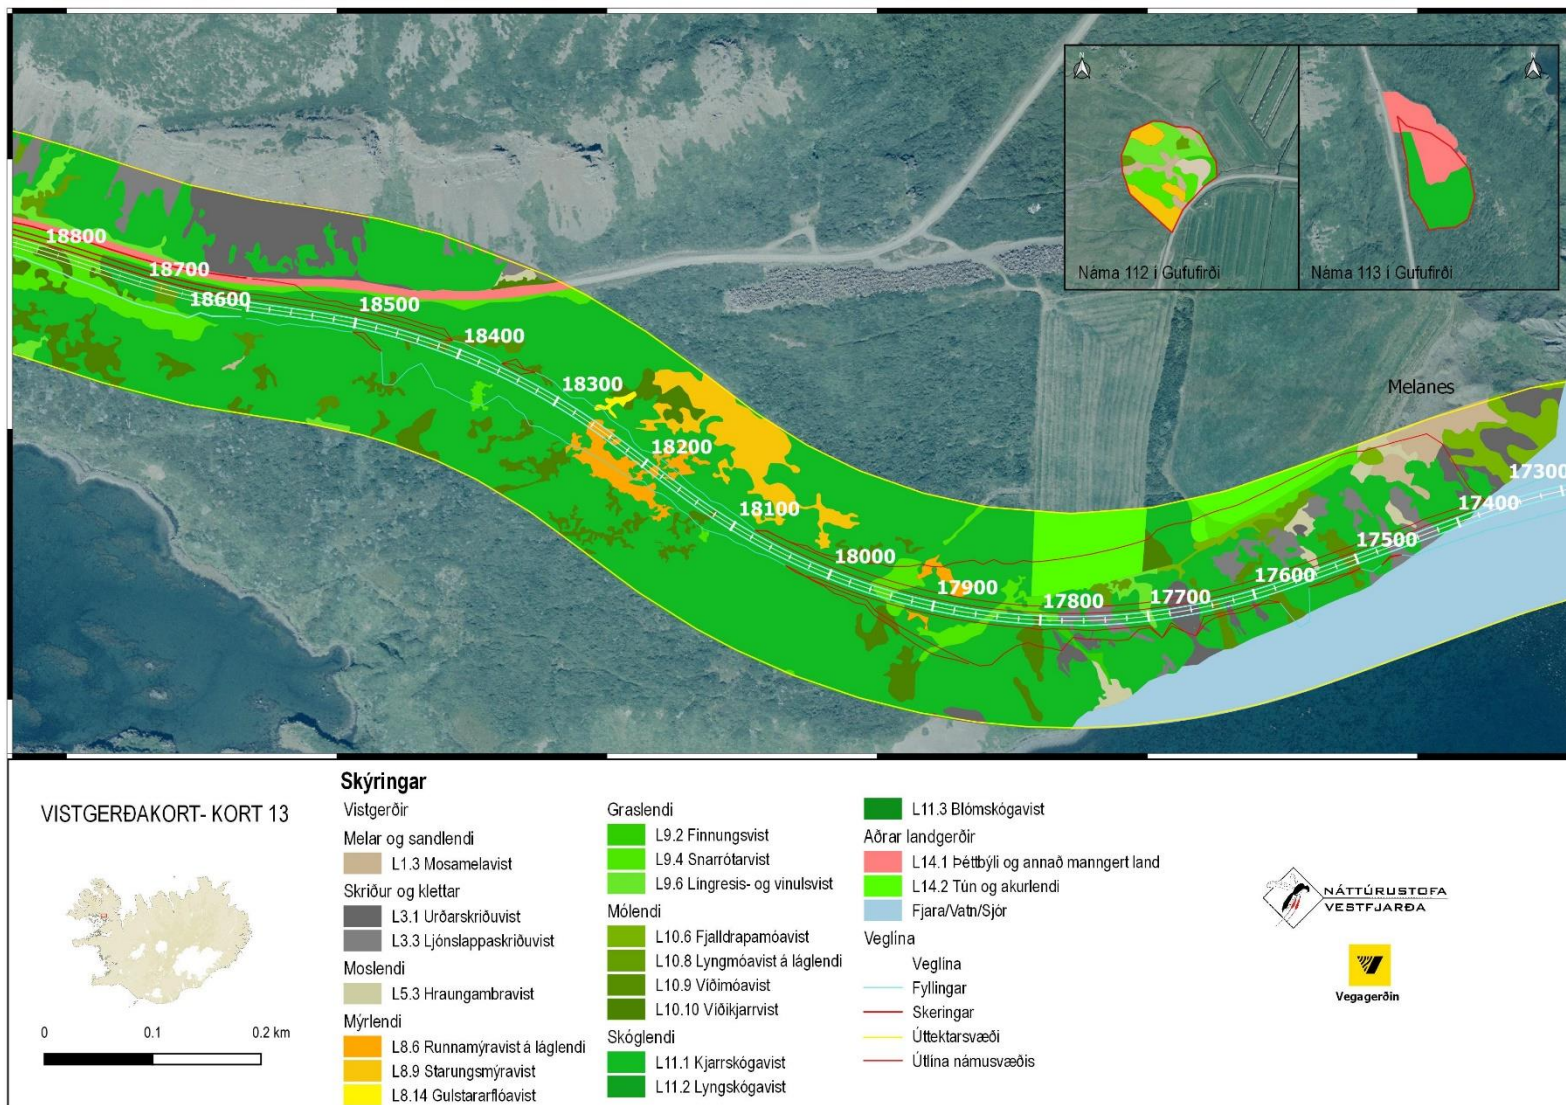 N
N
Náma 112 í Gufufirði
Náma 113 í Gufufirði
18800
18700
18600
18500
18400
18300
18200
18100
18000
17900
17800
17700
17600
17500
17400
17300
Melanes
VISTGERÐAKORT- KORT 13
0 0.1 0.2 km
Skýringar
Vistgerðir
Melar og sandlendi
L1.3 Mosamelavist
Skriður og klettar
L3.1 Urðarskriðuvist
L3.3 Ljónslappaskriðuvist
Moslendi
L5.3 Hraungambravist
Mýrlendi
L8.6 Runnamýravist á láglendi
L8.9 Starungsmýravist
L8.14 Gulstararflóavist
Graslendi
L9.2 Finnungsvist
L9.4 Snarrótarvist
L9.6 Língresis- og vinulsvist
Mólendi
L10.6 Fjalldrapamóavist
L10.8 Lyngmóavist á láglendi
L10.9 Víðimóavist
L10.10 Víðikjarrvist
Skóglendi
L11.1 Kjarrskógavist
L11.2 Lyngskógavist
L11.3 Blómskógavist
Aðrar landgerðir
L14.1 Þéttbýli og annað manngert land
L14.2 Tún og akurlendi
Fjara/Vatn/Sjór
Veglína
Veglína
Fyllingar
Skeringar
Úttektarsvæði
Útlína námusvæðis
NÁTTÚRUSTOFA
VESTFJARÐA
Vegagerðin